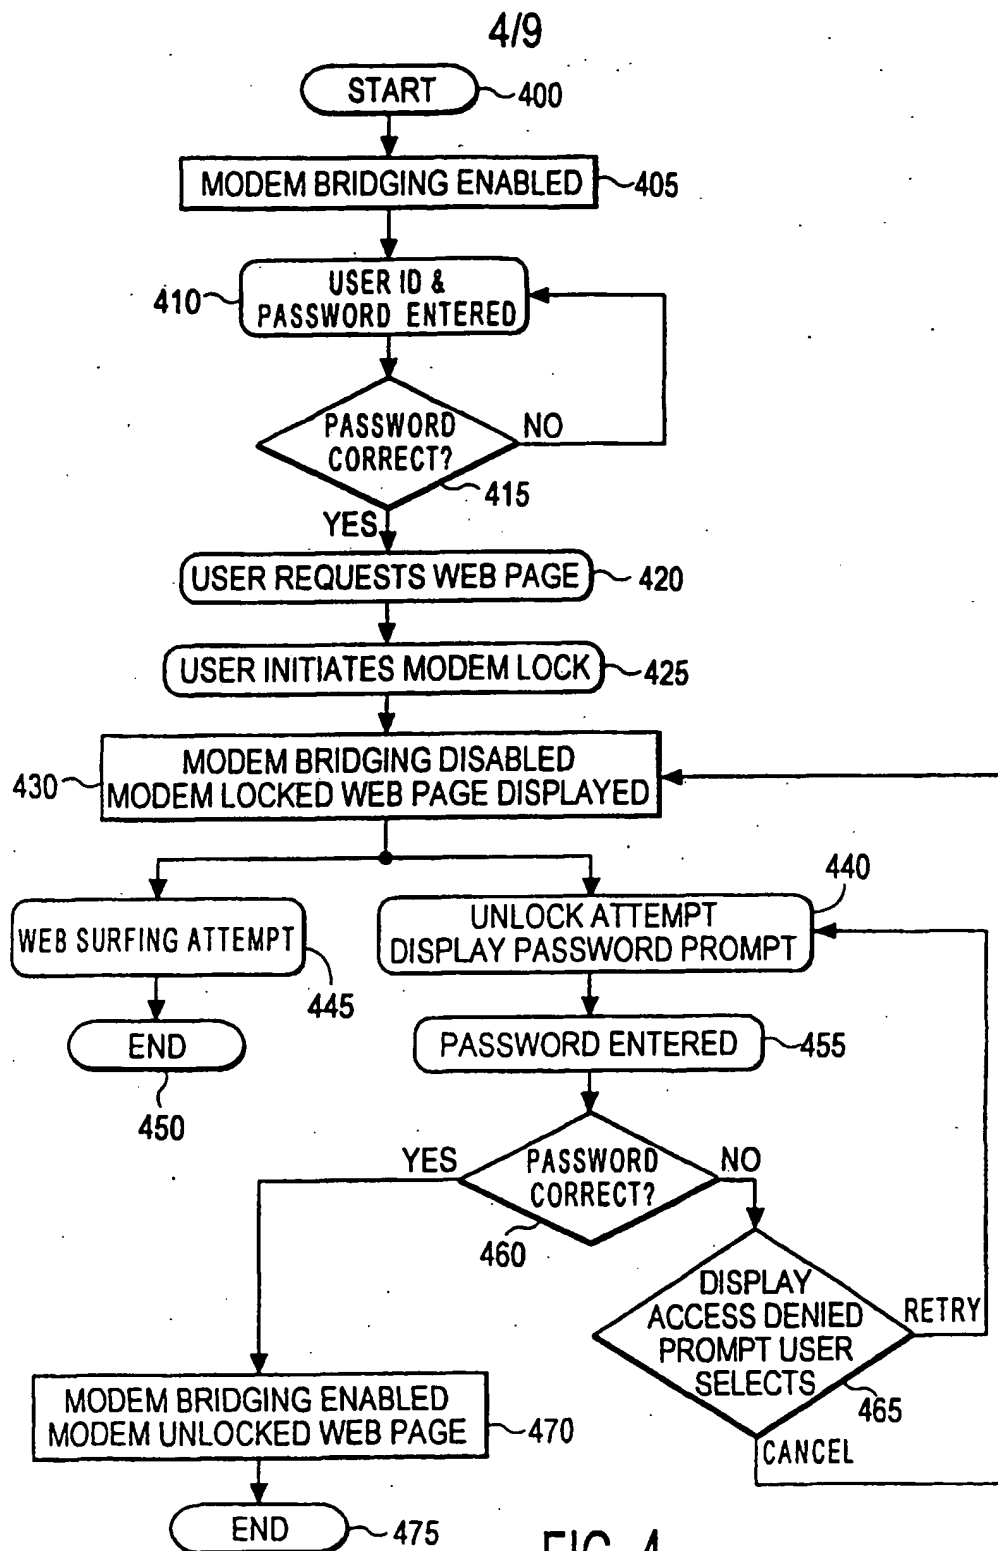 4/9
START
400
MODEM BRIDGING ENABLED
405
USER ID &
PASSWORD ENTERED
410
PASSWORD
CORRECT?
NO
415
YES
USER REQUESTS WEB PAGE
420
USER INITIATES MODEM LOCK
425
MODEM BRIDGING DISABLED
MODEM LOCKED WEB PAGE DISPLAYED
430
440
WEB SURFING ATTEMPT
445
UNLOCK ATTEMPT
DISPLAY PASSWORD PROMPT
END
450
PASSWORD ENTERED
455
YES
PASSWORD
CORRECT?
NO
460
DISPLAY
ACCESS DENIED
PROMPT USER
SELECTS
RETRY
465
CANCEL
MODEM BRIDGING ENABLED
MODEM UNLOCKED WEB PAGE
470
END
475
FIG. 4